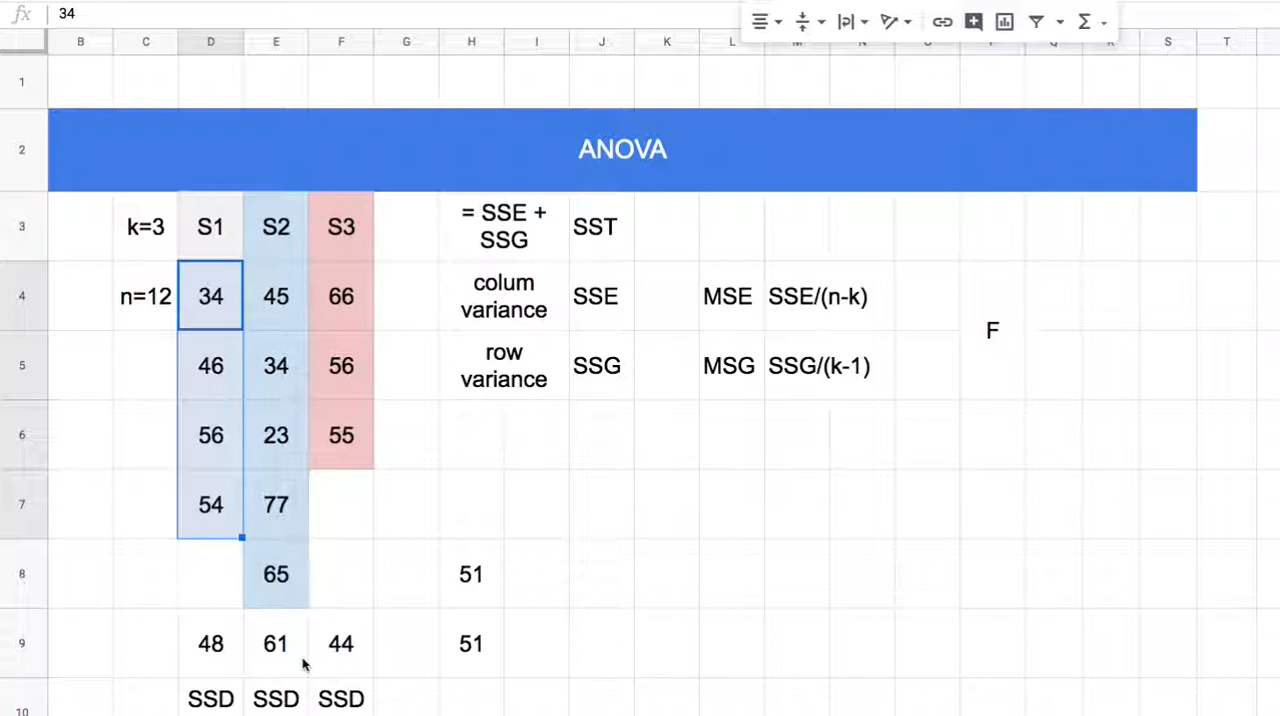 fx 34
B C D E F G H I J K L S T
1
2 ANOVA
3 k=3 S1 S2 S3 = SSE + SSG SST
4 n=12 34 45 66 colum variance SSE MSE SSE/(n-k)
F
5 46 34 56 row variance SSG MSG SSG/(k-1)
6 56 23 55
7 54 77
8 65 51
9 48 61 44 51
10 SSD SSD SSD